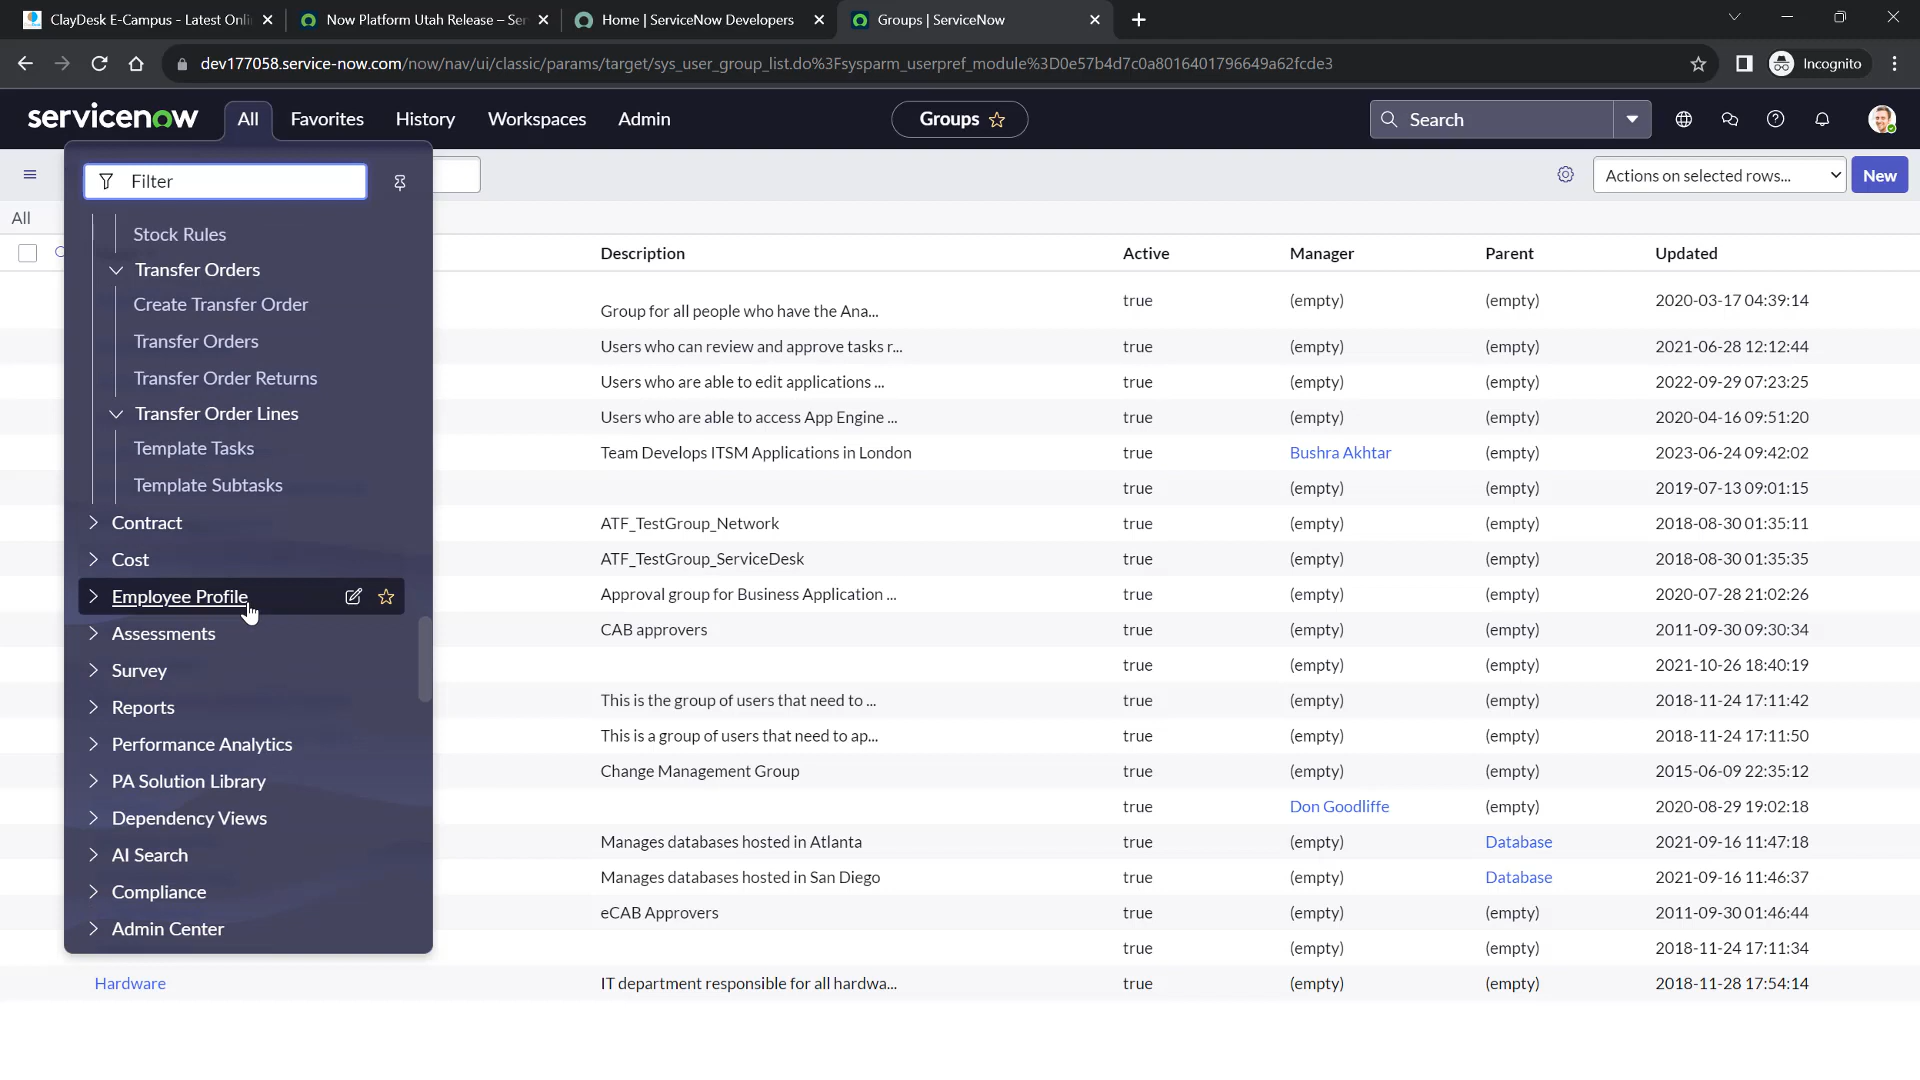 ClayDesk E-Campus - Latest Onli
Now Platform Utah Release – Ser
Home | ServiceNow Developers
Groups | ServiceNow
dev177058.service-now.com/now/nav/ui/classic/params/target/sys_user_group_list.do%3Fsysparm_userpref_module%3D0e57b4d7c0a8016401796649a62fcde3
Incognito
servicenow
All
Favorites
History
Workspaces
Admin
Groups
Search
Filter
Actions on selected rows...
New
All
Stock Rules
Transfer Orders
Create Transfer Order
Transfer Orders
Transfer Order Returns
Transfer Order Lines
Template Tasks
Template Subtasks
Contract
Cost
Employee Profile
Assessments
Survey
Reports
Performance Analytics
PA Solution Library
Dependency Views
AI Search
Compliance
Admin Center
Description Active Manager Parent Updated
Group for all people who have the Ana... true (empty) (empty) 2020-03-17 04:39:14
Users who can review and approve tasks r... true (empty) (empty) 2021-06-28 12:12:44
Users who are able to edit applications ... true (empty) (empty) 2022-09-29 07:23:25
Users who are able to access App Engine ... true (empty) (empty) 2020-04-16 09:51:20
Team Develops ITSM Applications in London true Bushra Akhtar (empty) 2023-06-24 09:42:02
true (empty) (empty) 2019-07-13 09:01:15
ATF_TestGroup_Network true (empty) (empty) 2018-08-30 01:35:11
ATF_TestGroup_ServiceDesk true (empty) (empty) 2018-08-30 01:35:35
Approval group for Business Application ... true (empty) (empty) 2020-07-28 21:02:26
CAB approvers true (empty) (empty) 2011-09-30 09:30:34
true (empty) (empty) 2021-10-26 18:40:19
This is the group of users that need to ... true (empty) (empty) 2018-11-24 17:11:42
This is a group of users that need to ap... true (empty) (empty) 2018-11-24 17:11:50
Change Management Group true (empty) (empty) 2015-06-09 22:35:12
true Don Goodliffe (empty) 2020-08-29 19:02:18
Manages databases hosted in Atlanta true (empty) Database 2021-09-16 11:47:18
Manages databases hosted in San Diego true (empty) Database 2021-09-16 11:46:37
eCAB Approvers true (empty) (empty) 2011-09-30 01:46:44
true (empty) (empty) 2018-11-24 17:11:34
Hardware IT department responsible for all hardwa... true (empty) (empty) 2018-11-28 17:54:14